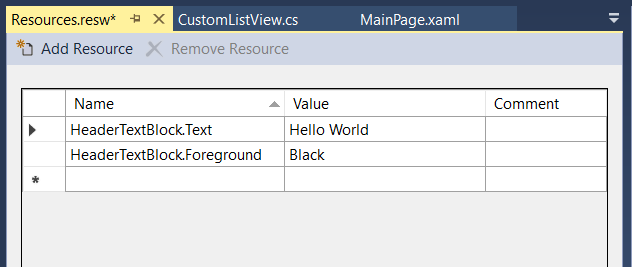 Resources.resw* CustomListView.cs MainPage.xaml
Add Resource Remove Resource
Name Value Comment
HeaderTextBlock.Text Hello World
HeaderTextBlock.Foreground Black
*